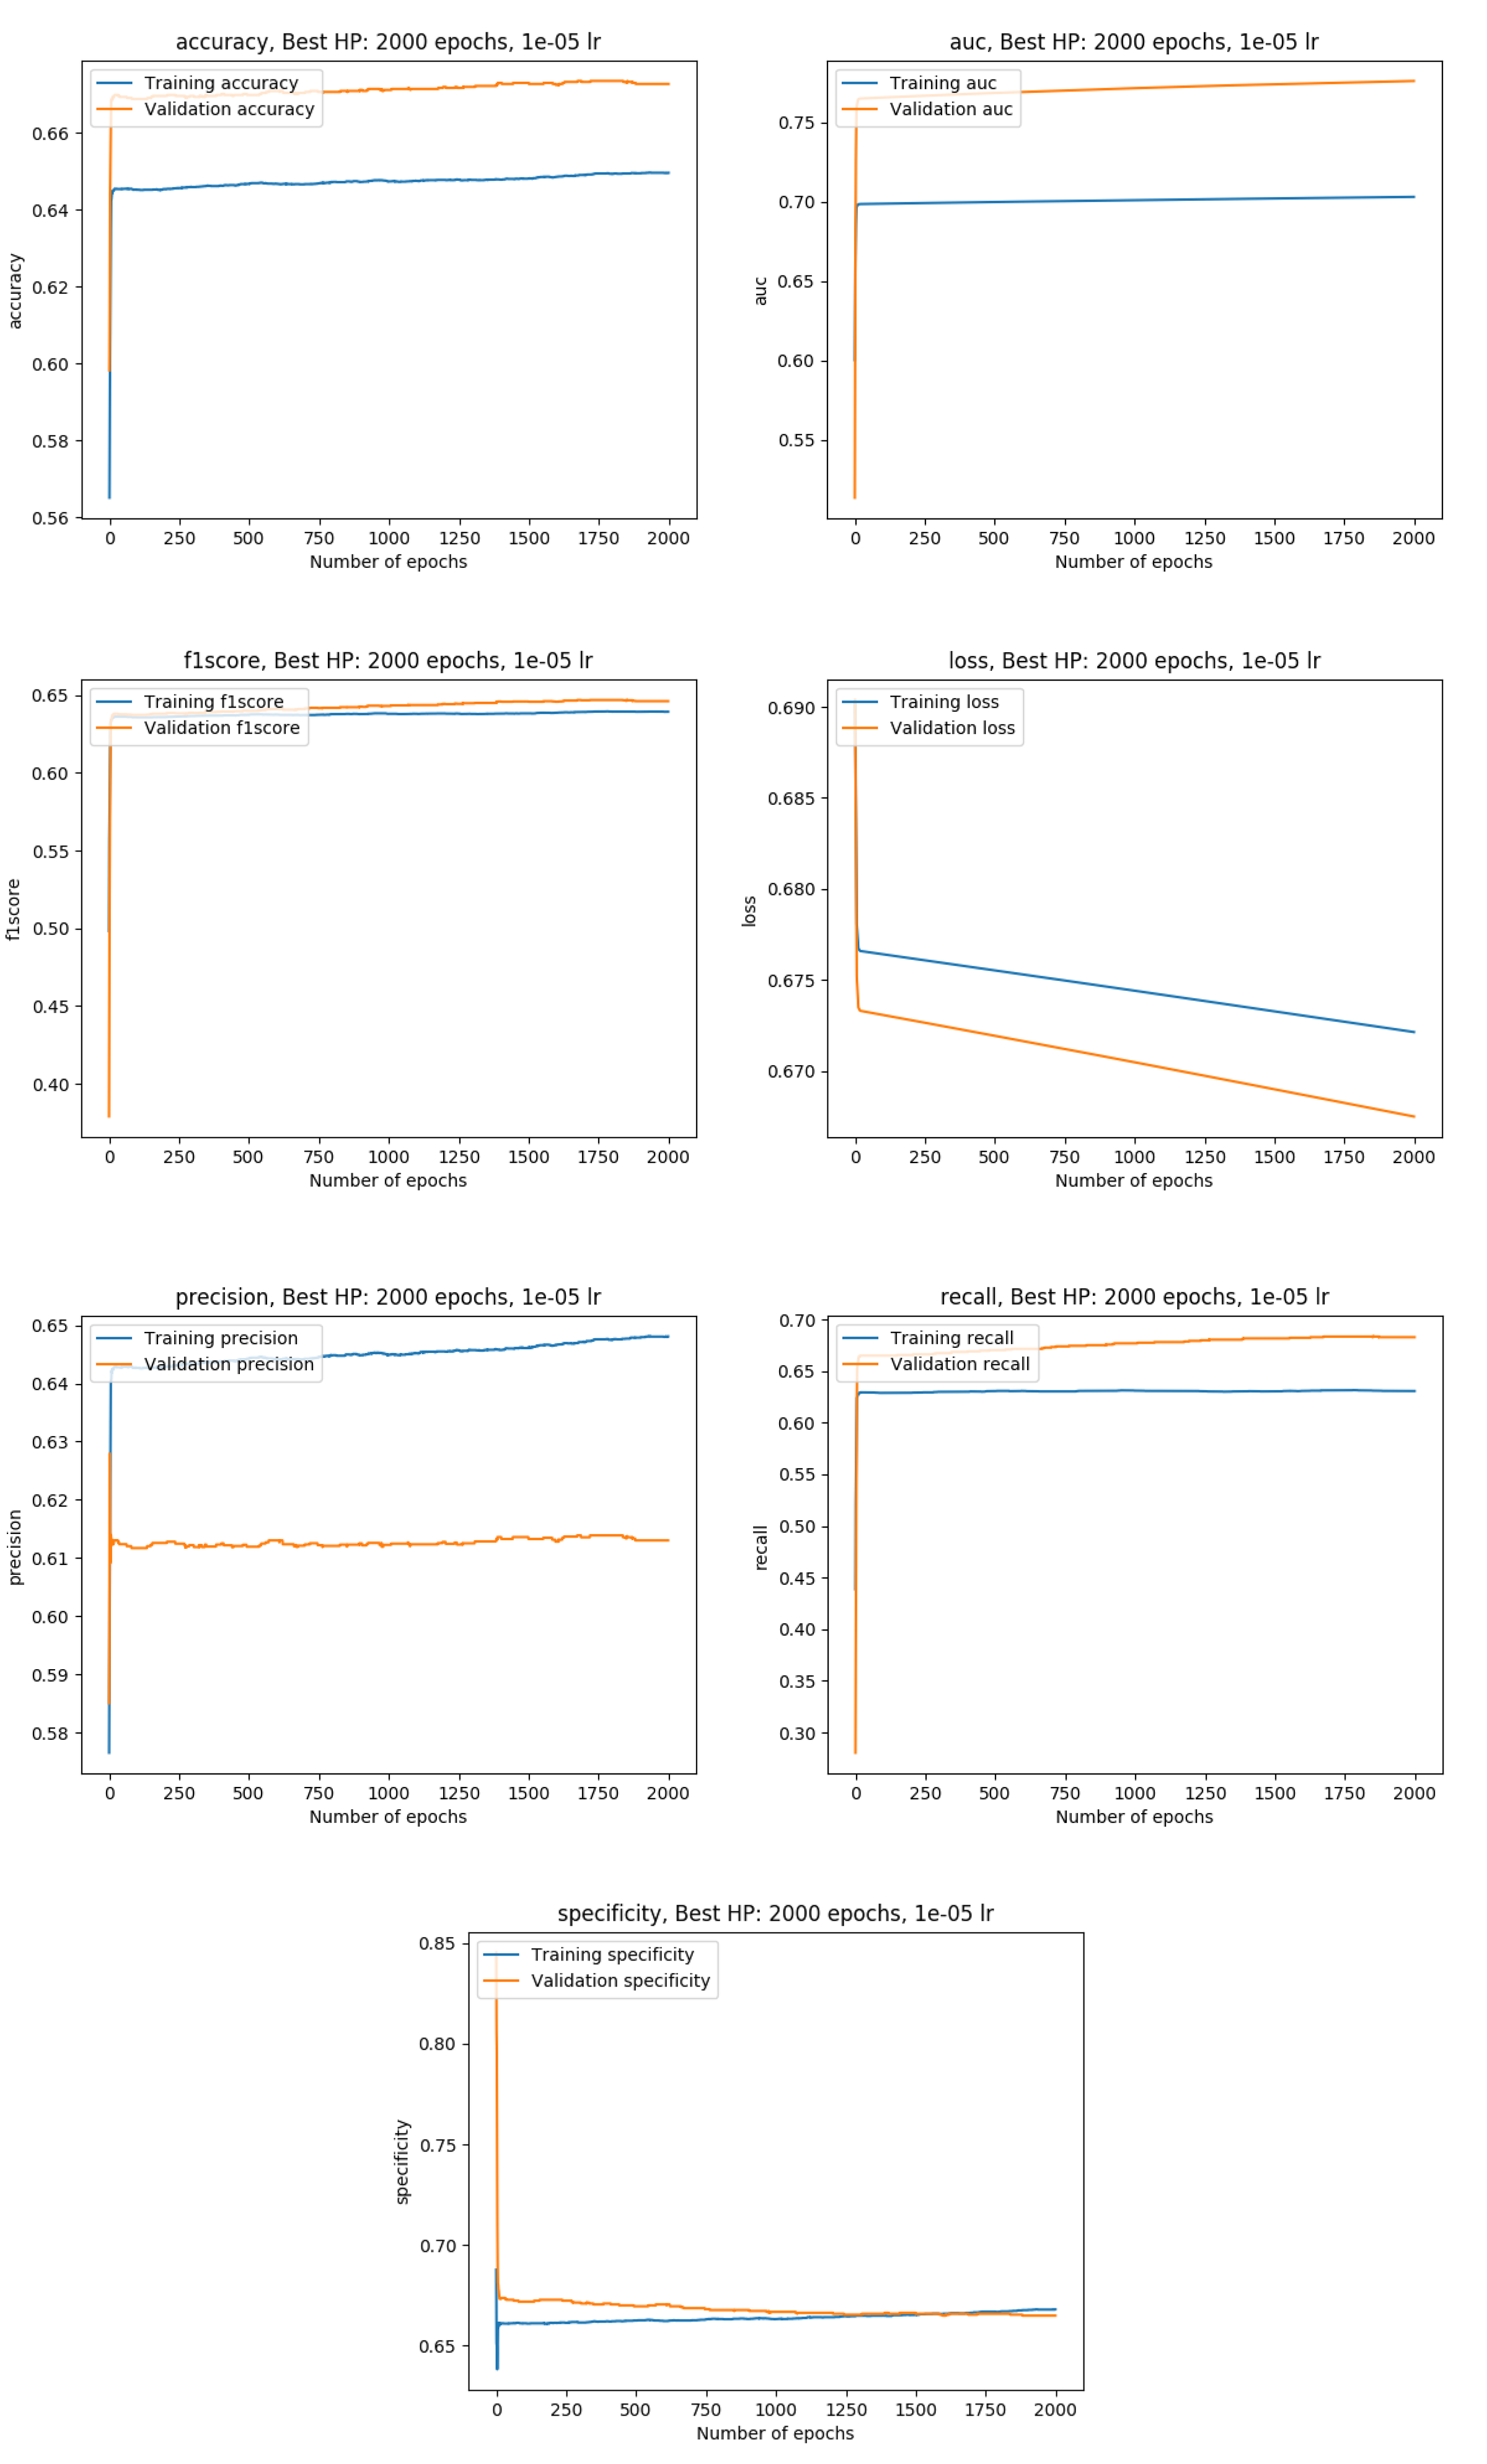 accuracy, Best HP: 2000 epochs, 1e-05 lr
Training accuracy
Validation accuracy
0.66
0.64
0.62
0.60
0.58
0.56
accuracy
0 250 500 750 1000 1250 1500 1750 2000
Number of epochs
auc, Best HP: 2000 epochs, 1e-05 lr
Training auc
Validation auc
0.75
0.70
0.65
0.60
0.55
auc
0 250 500 750 1000 1250 1500 1750 2000
Number of epochs
f1score, Best HP: 2000 epochs, 1e-05 lr
Training f1score
Validation f1score
0.65
0.60
0.55
0.50
0.45
0.40
f1score
0 250 500 750 1000 1250 1500 1750 2000
Number of epochs
loss, Best HP: 2000 epochs, 1e-05 lr
Training loss
Validation loss
0.690
0.685
0.680
0.675
0.670
loss
0 250 500 750 1000 1250 1500 1750 2000
Number of epochs
precision, Best HP: 2000 epochs, 1e-05 lr
Training precision
Validation precision
0.65
0.64
0.63
0.62
0.61
0.60
0.59
0.58
precision
0 250 500 750 1000 1250 1500 1750 2000
Number of epochs
recall, Best HP: 2000 epochs, 1e-05 lr
Training recall
Validation recall
0.70
0.65
0.60
0.55
0.50
0.45
0.40
0.35
0.30
recall
0 250 500 750 1000 1250 1500 1750 2000
Number of epochs
specificity, Best HP: 2000 epochs, 1e-05 lr
Training specificity
Validation specificity
0.85
0.80
0.75
0.70
0.65
specificity
0 250 500 750 1000 1250 1500 1750 2000
Number of epochs